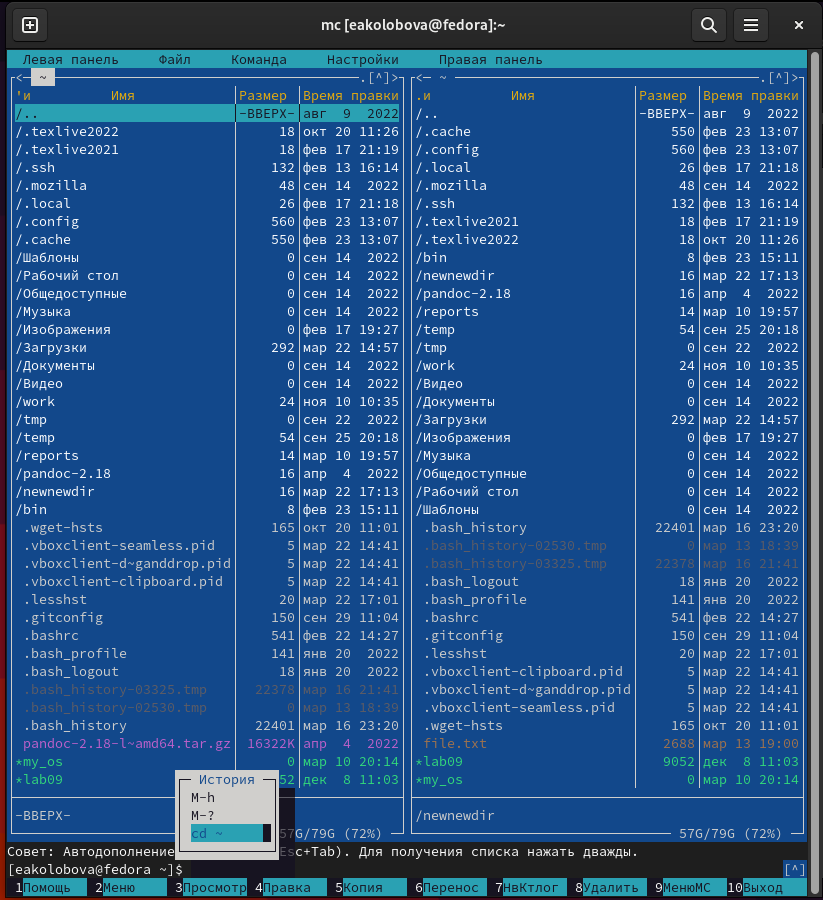 mc [eakolobova@fedora]:~
Левая панель Файл Команда Настройки Правая панель
<─ ~ .[^]> <─ ~ .[^]>
'и Имя Размер Время правки .и Имя Размер Время правки
/.. -ВВЕРХ- авг 9 2022 /.. -ВВЕРХ- авг 9 2022
/.texlive2022 18 окт 20 11:26 /.cache 550 фев 23 13:07
/.texlive2021 18 фев 17 21:19 /.config 560 фев 23 13:07
/.ssh 132 фев 13 16:14 /.local 26 фев 17 21:18
/.mozilla 48 сен 14 2022 /.mozilla 48 сен 14 2022
/.local 26 фев 17 21:18 /.ssh 132 фев 13 16:14
/.config 560 фев 23 13:07 /.texlive2021 18 фев 17 21:19
/.cache 550 фев 23 13:07 /.texlive2022 18 окт 20 11:26
/Шаблоны 0 сен 14 2022 /bin 8 фев 23 15:11
/Рабочий стол 0 сен 14 2022 /newnewdir 16 мар 22 17:13
/Общедоступные 0 сен 14 2022 /pandoc-2.18 16 апр 4 2022
/Музыка 0 сен 14 2022 /reports 14 мар 10 19:57
/Изображения 0 фев 17 19:27 /temp 54 сен 25 20:18
/Загрузки 292 мар 22 14:57 /tmp 0 сен 22 2022
/Документы 0 сен 14 2022 /work 24 ноя 10 10:35
/Видео 0 сен 14 2022 /Видео 0 сен 14 2022
/work 24 ноя 10 10:35 /Документы 0 сен 14 2022
/tmp 0 сен 22 2022 /Загрузки 292 мар 22 14:57
/temp 54 сен 25 20:18 /Изображения 0 фев 17 19:27
/reports 14 мар 10 19:57 /Музыка 0 сен 14 2022
/pandoc-2.18 16 апр 4 2022 /Общедоступные 0 сен 14 2022
/newnewdir 16 мар 22 17:13 /Рабочий стол 0 сен 14 2022
/bin 8 фев 23 15:11 /Шаблоны 0 сен 14 2022
.wget-hsts 165 окт 20 11:01 .bash_history 22401 мар 16 23:20
.vboxclient-seamless.pid 5 мар 22 14:41 .bash_history-02530.tmp 0 мар 13 18:39
.vboxclient-d~ganddrop.pid 5 мар 22 14:41 .bash_history-03325.tmp 22378 мар 16 21:41
.vboxclient-clipboard.pid 5 мар 22 14:41 .bash_logout 18 янв 20 2022
.lesshst 20 мар 22 17:01 .bash_profile 141 янв 20 2022
.gitconfig 150 сен 29 11:04 .bashrc 541 фев 22 14:27
.bashrc 541 фев 22 14:27 .gitconfig 150 сен 29 11:04
.bash_profile 141 янв 20 2022 .lesshst 20 мар 22 17:01
.bash_logout 18 янв 20 2022 .vboxclient-clipboard.pid 5 мар 22 14:41
.bash_history-03325.tmp 22378 мар 16 21:41 .vboxclient-d~ganddrop.pid 5 мар 22 14:41
.bash_history-02530.tmp 0 мар 13 18:39 .vboxclient-seamless.pid 5 мар 22 14:41
.bash_history 22401 мар 16 23:20 .wget-hsts 165 окт 20 11:01
pandoc-2.18-l~amd64.tar.gz 16322K апр 4 2022 file.txt 2688 мар 13 19:00
*my_os 0 мар 10 20:14 *lab09 9052 дек 8 11:03
*lab09 52 дек 8 11:03 *my_os 0 мар 10 20:14
История
M-h
-ВВЕРХ- M-? /newnewdir
cd ~ 57G/79G (72%) 57G/79G (72%)
Совет: Автодополнение Esc+Tab). Для получения списка нажать дважды.
[eakolobova@fedora ~]$ [^]
1Помощь 2Меню 3Просмотр 4Правка 5Копия 6Перенос 7НвКтлог 8Удалить 9МенюМС 10Выход